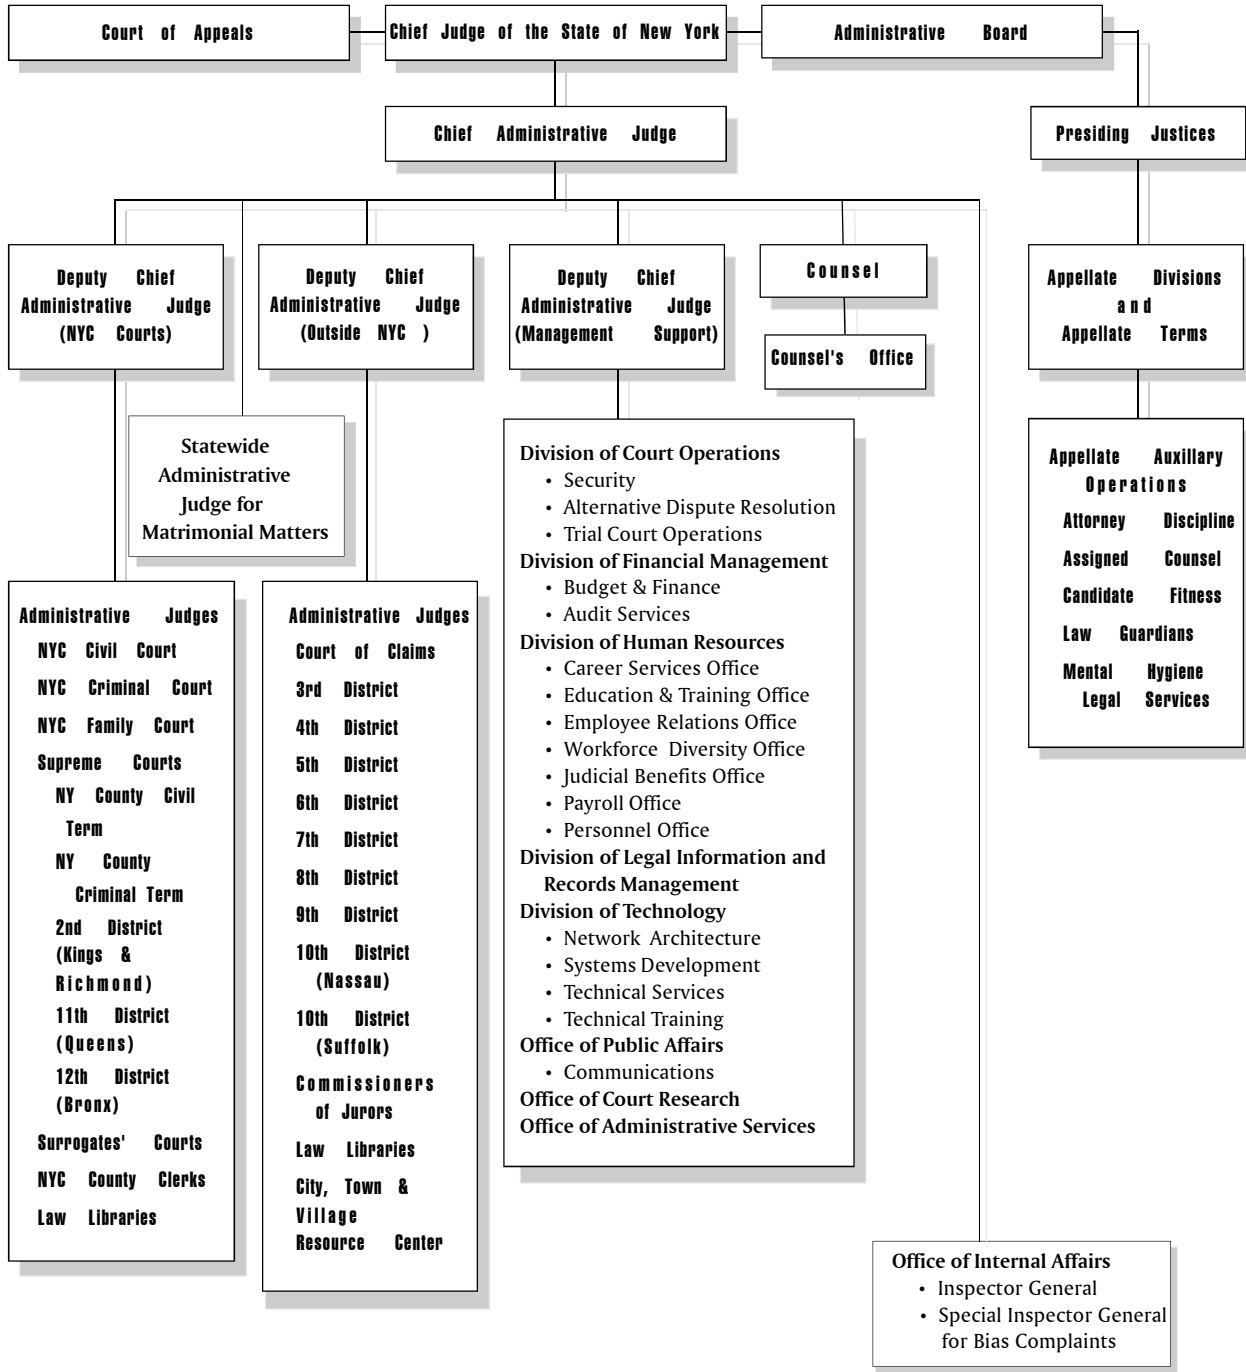 Court of Appeals
Chief Judge of the State of New York
Administrative Board
Chief Administrative Judge
Presiding Justices
Deputy Chief
Administrative Judge
(NYC Courts)
Deputy Chief
Administrative Judge
(Outside NYC )
Deputy Chief
Administrative Judge
(Management Support)
Counsel
Counsel's Office
Appellate Divisions
and
Appellate Terms
Statewide
Administrative
Judge for
Matrimonial Matters
Administrative Judges
NYC Civil Court
NYC Criminal Court
NYC Family Court
Supreme Courts
NY County Civil
Term
NY County
Criminal Term
2nd District
(Kings &
Richmond)
11th District
(Queens)
12th District
(Bronx)
Surrogates' Courts
NYC County Clerks
Law Libraries
Administrative Judges
Court of Claims
3rd District
4th District
5th District
6th District
7th District
8th District
9th District
10th District
(Nassau)
10th District
(Suffolk)
Commissioners
of Jurors
Law Libraries
City, Town &
Village
Resource Center
Division of Court Operations
• Security
• Alternative Dispute Resolution
• Trial Court Operations
Division of Financial Management
• Budget & Finance
• Audit Services
Division of Human Resources
• Career Services Office
• Education & Training Office
• Employee Relations Office
• Workforce Diversity Office
• Judicial Benefits Office
• Payroll Office
• Personnel Office
Division of Legal Information and
Records Management
Division of Technology
• Network Architecture
• Systems Development
• Technical Services
• Technical Training
Office of Public Affairs
• Communications
Office of Court Research
Office of Administrative Services
Appellate Auxillary
Operations
Attorney Discipline
Assigned Counsel
Candidate Fitness
Law Guardians
Mental Hygiene
Legal Services
Office of Internal Affairs
• Inspector General
• Special Inspector General
for Bias Complaints